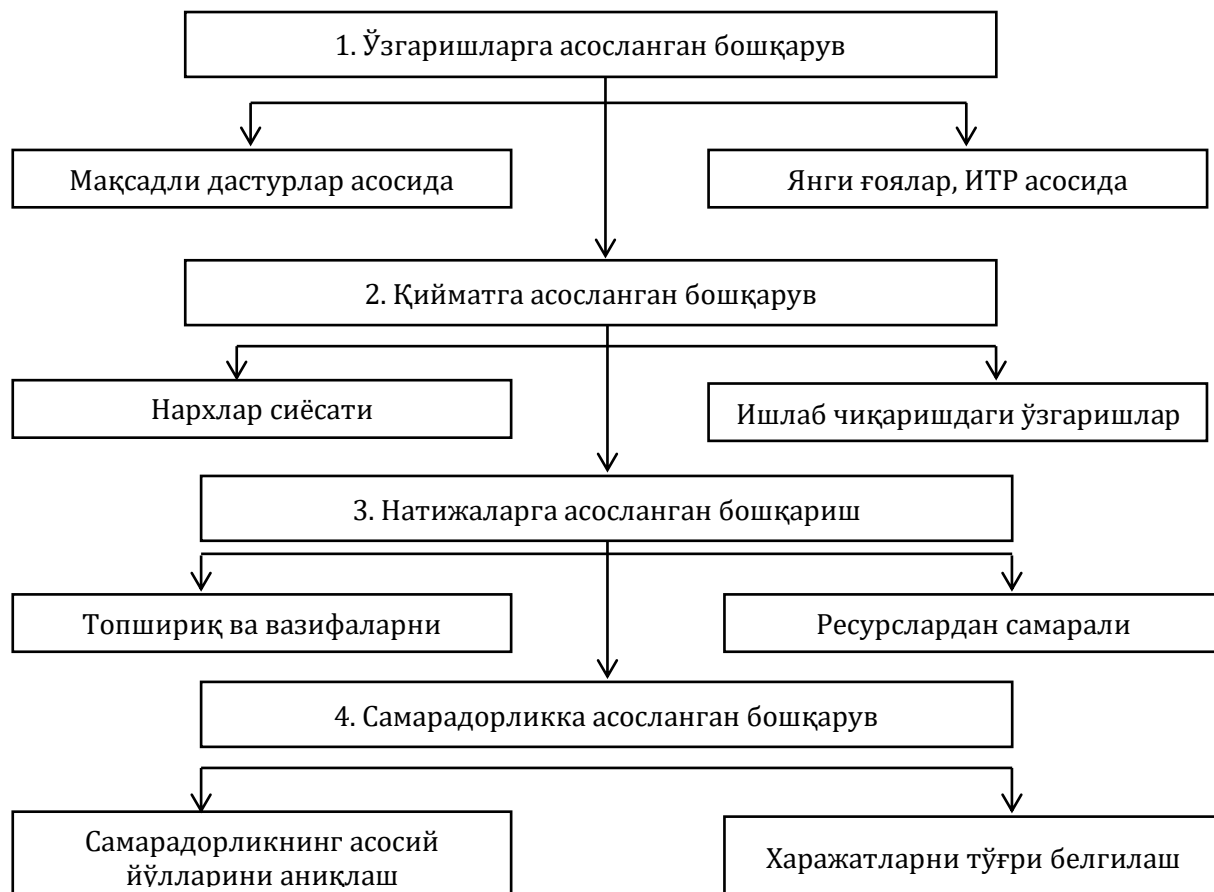 1. Ўзгаришларга асосланган бошқарув
Мақсадли дастурлар асосида
Янги ғоялар, ИТР асосида
2. Қийматга асосланган бошқарув
Нархлар сиёсати
Ишлаб чиқаришдаги ўзгаришлар
3. Натижаларга асосланган бошқариш
Топшириқ ва вазифаларни
Ресурслардан самарали
4. Самарадорликка асосланган бошқарув
Самарадорликнинг асосий
йўлларини аниқлаш
Харажатларни тўғри белгилаш